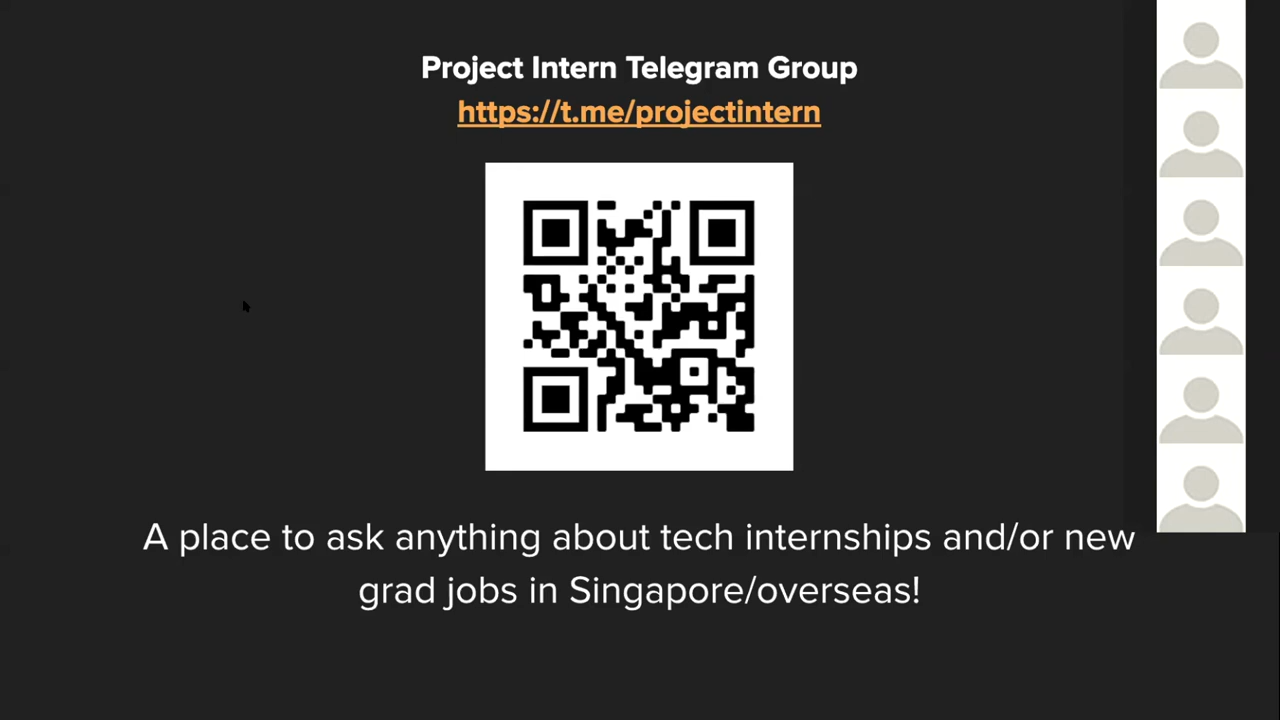 Project Intern Telegram Group
https://t.me/projectintern
A place to ask anything about tech internships and/or new
grad jobs in Singapore/overseas!